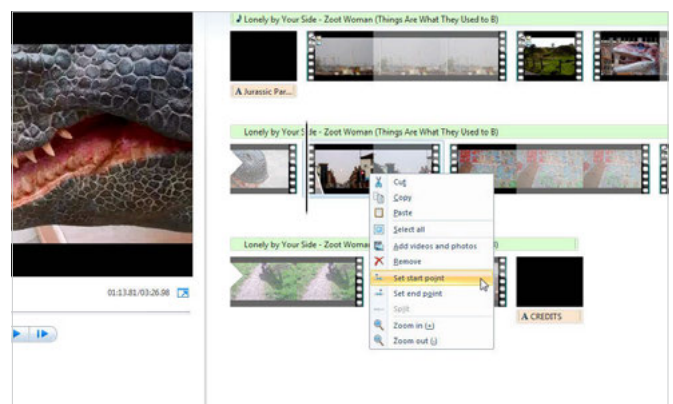 Lonely by Your Side - Zoot Woman (Things Are What They Used to B)
A Jurassic Par...
Lonely by Your Side - Zoot Woman (Things Are What They Used to B)
Cut
Copy
Paste
Select all
Lonely by Your Side - Zoot Woma
Add videos and photos
Remove
Set start point
Set end point
Split
Zoom in (+)
Zoom out (-)
01:13.81/03:26.98
A CREDITS